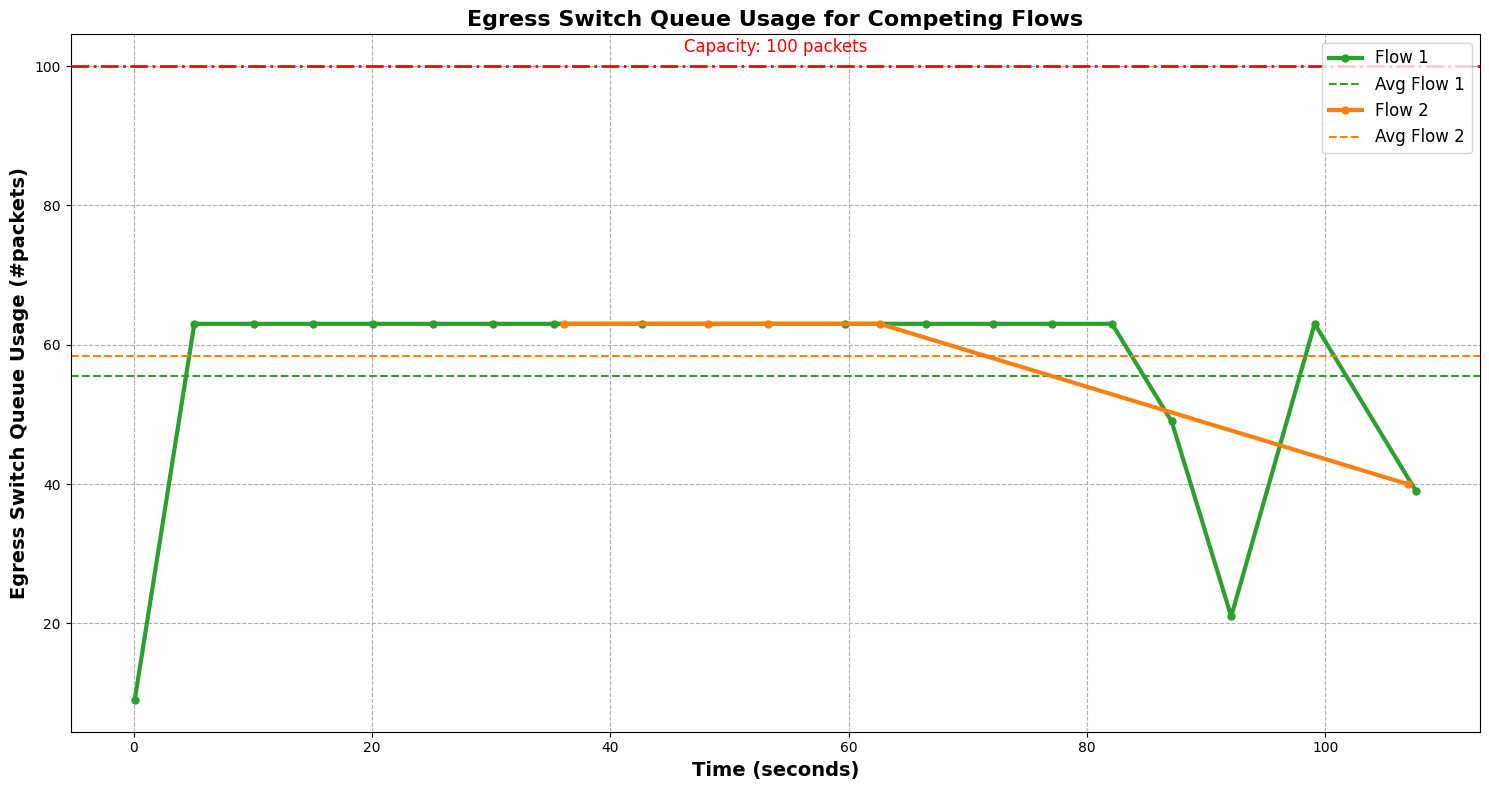 Egress Switch Queue Usage for Competing Flows
Capacity: 100 packets
Flow 1
Avg Flow 1
Flow 2
Avg Flow 2
Egress Switch Queue Usage (#packets)
100
80
60
40
20
0 20 40 60 80 100
Time (seconds)